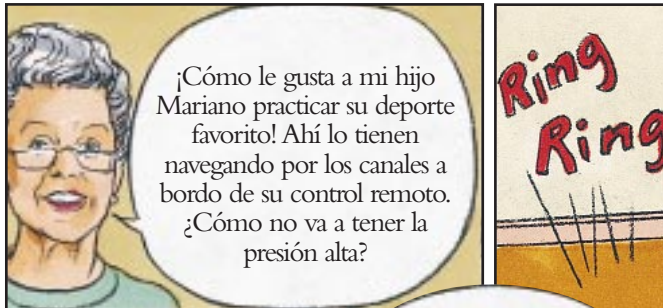 ¡Cómo le gusta a mi hijo
Mariano practicar su deporte
favorito! Ahí lo tienen
navegando por los canales a
bordo de su control remoto.
¿Cómo no va a tener la
presión alta?
Ring
Ring